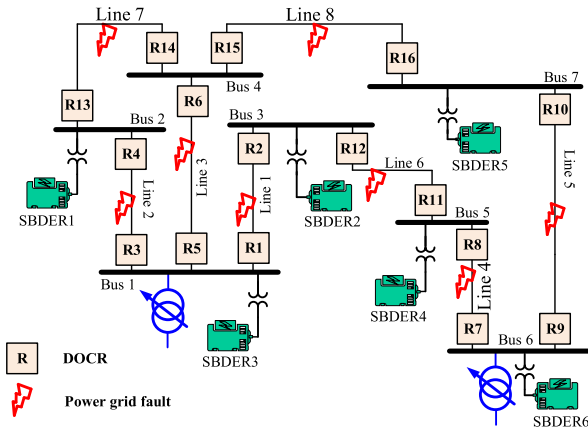 Line 7
Line 8
R14
R15
R16
R13
Bus 4
Bus 7
R6
R10
Bus 2
Bus 3
R4
R2
R12
SBDER5
Line 3
Line 6
Line 5
Line 2
Line 1
R11
SBDER1
SBDER2
Bus 5
R3
R5
R1
R8
Bus 1
SBDER4
Line 4
R7
R9
SBDER3
Bus 6
R
DOCR
Power grid fault
SBDER6